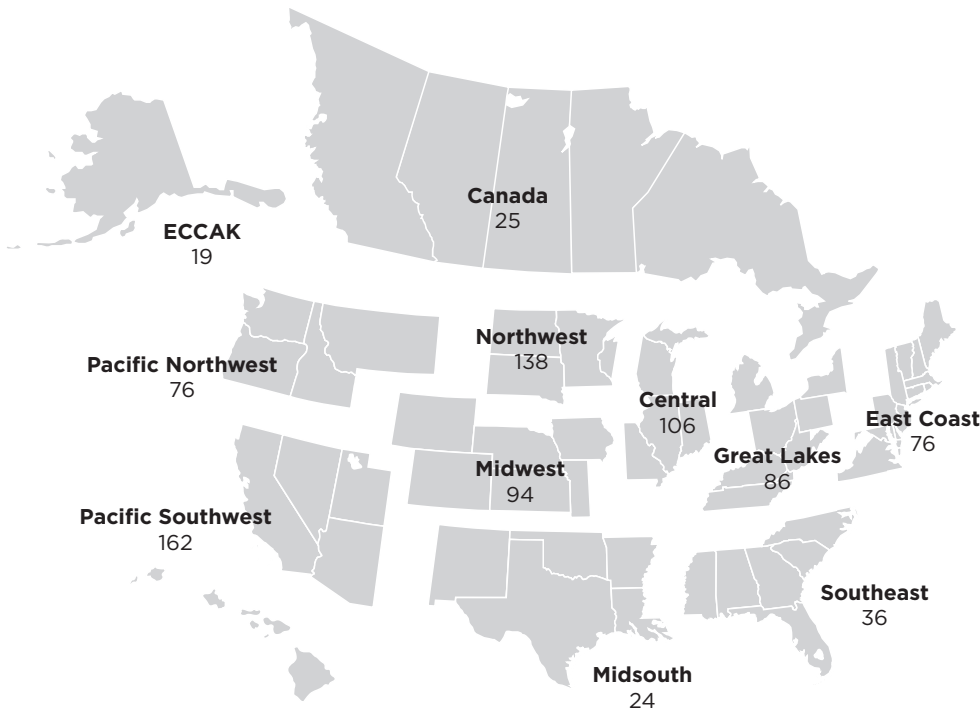 Canada
25
ECCAK
19
Northwest
138
Pacific Northwest
76
Central
106
East Coast
76
Great Lakes
86
Midwest
94
Pacific Southwest
162
Southeast
36
Midsouth
24